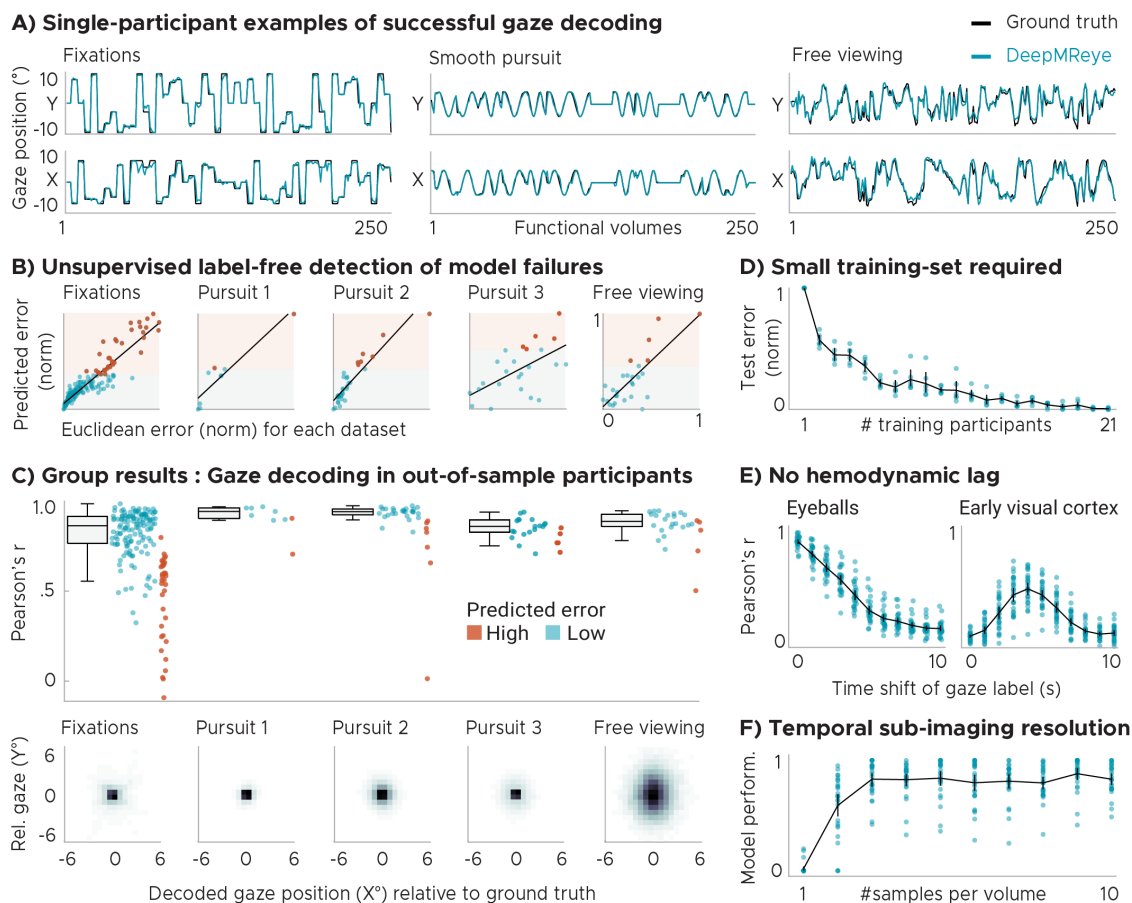 A) Single-participant examples of successful gaze decoding
Ground truth
DeepMReye
Fixations
Smooth pursuit
Free viewing
Gaze position (°)
10
Y
-10
10
X
-10
Y
X
Y
X
1
250
Functional volumes
250
1
250
B) Unsupervised label-free detection of model failures
Fixations
Pursuit 1
Pursuit 2
Pursuit 3
Free viewing
Predicted error
(norm)
1
0
1
Euclidean error (norm) for each dataset
D) Small training-set required
Test error
(norm)
1
0
1
# training participants
21
C) Group results : Gaze decoding in out-of-sample participants
Pearson's r
1.0
.5
0
Predicted error
High
Low
Fixations
Pursuit 1
Pursuit 2
Pursuit 3
Free viewing
Rel. gaze (Y°)
6
0
-6
-6
0
6
-6
0
6
-6
0
6
-6
0
6
-6
0
6
Decoded gaze position (X°) relative to ground truth
E) No hemodynamic lag
Eyeballs
Early visual cortex
Pearson's r
1
0
1
0
10
0
10
Time shift of gaze label (s)
F) Temporal sub-imaging resolution
Model perform.
1
0
1
#samples per volume
10